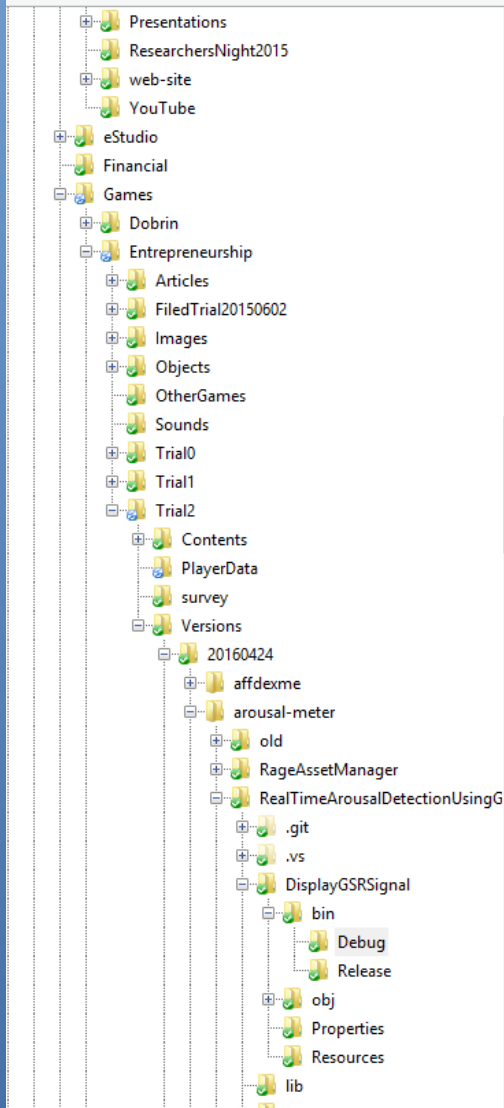 Presentations
ResearchersNight2015
web-site
YouTube
eStudio
Financial
Games
Dobrin
Entrepreneurship
Articles
FiledTrial20150602
Images
Objects
OtherGames
Sounds
Trial0
Trial1
Trial2
Contents
PlayerData
survey
Versions
20160424
affdexme
arousal-meter
old
RageAssetManager
RealTimeArousalDetectionUsingG
.git
.vs
DisplayGSRSignal
bin
Debug
Release
obj
Properties
Resources
lib